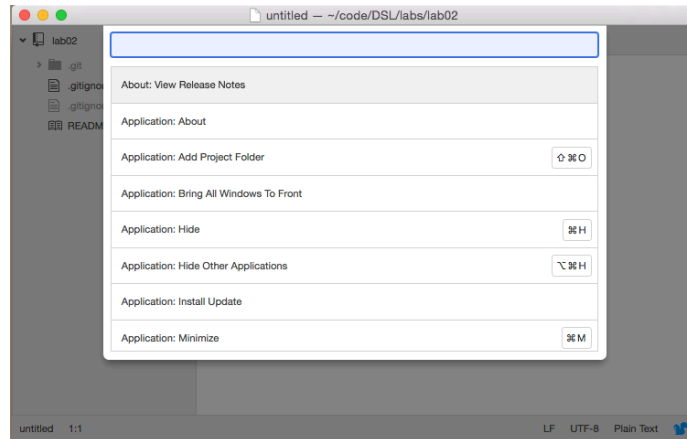 untitled — ~/code/DSL/labs/lab02
lab02
.git
.gitigno
.gitigno
READM
About: View Release Notes
Application: About
Application: Add Project Folder ⇧⌘O
Application: Bring All Windows To Front
Application: Hide ⌘H
Application: Hide Other Applications ⌥⌘H
Application: Install Update
Application: Minimize ⌘M
untitled 1:1 LF UTF-8 Plain Text